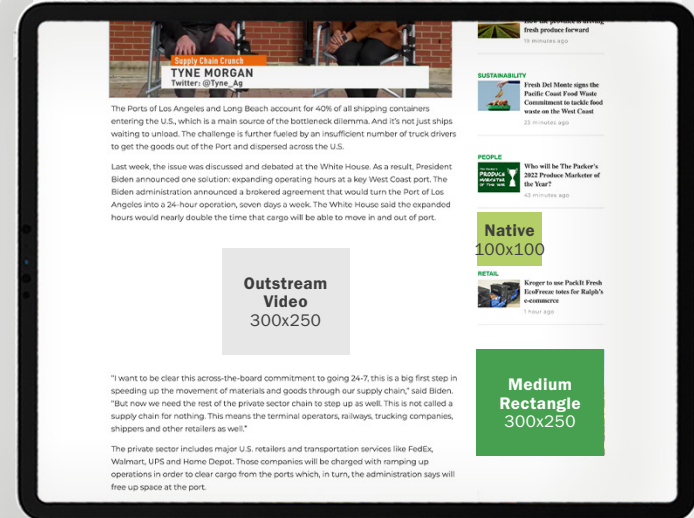 Supply Chain Crunch
TYNE MORGAN
Twitter: @Tyne_Ag
The Ports of Los Angeles and Long Beach account for 40% of all shipping containers
entering the U.S., which is a main source of the bottleneck dilemma. And it's not just ships
waiting to unload. The challenge is further fueled by an insufficient number of truck drivers
to get the goods out of the Port and dispersed across the U.S.
Last week, the issue was discussed and debated at the White House. As a result, President
Biden announced one solution: expanding operating hours at a key West Coast port. The
Biden administration announced a brokered agreement that would turn the Port of Los
Angeles into a 24-hour operation, seven days a week. The White House said the expanded
hours would nearly double the time that cargo will be able to move in and out of port.
Outstream
Video
300x250
"I want to be clear this across-the-board commitment to going 24-7, this is a big first step in
speeding up the movement of materials and goods through our supply chain," said Biden.
"But now we need the rest of the private sector chain to step up as well. This is not called a
supply chain for nothing. This means the terminal operators, railways, trucking companies,
shippers and other retailers as well."
The private sector includes major U.S. retailers and transportation services like FedEx,
Walmart, UPS and Home Depot. Those companies will be charged with ramping up
operations in order to clear cargo from the ports which, in turn, the administration says will
free up space at the port.
fresh produce forward
19 minutes ago
SUSTAINABILITY
Fresh Del Monte signs the
Pacific Coast Food Waste
Commitment to tackle food
waste on the West Coast
23 minutes ago
PEOPLE
PRODUCE
MARKETER
OF THE YEAR
Who will be The Packer's
2022 Produce Marketer of
the Year?
43 minutes ago
Native
100x100
RETAIL
Kroger to use PackIt Fresh
EcoFreeze totes for Ralph's
e-commerce
1 hour ago
Medium
Rectangle
300x250